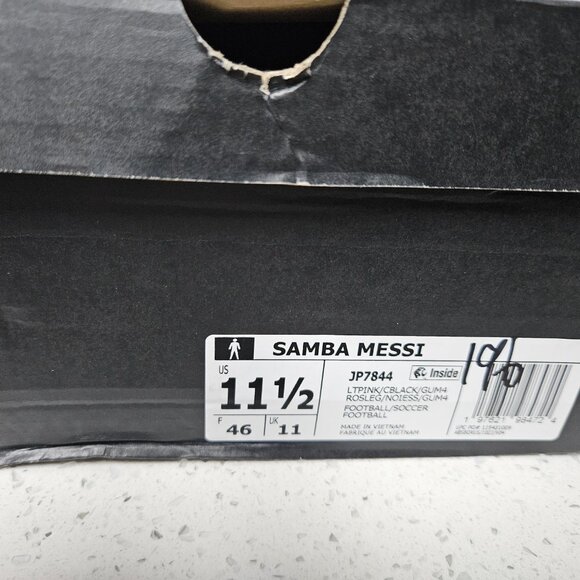 SAMBA MESSI
US
11½
F
46
UK
11
JP7844
Inside
LTPINK/CBLACK/GUM4
ROSLEG/NOIESS/GUM4
FOOTBALL/SOCCER
FOOTBALL
MADE IN VIETNAM
FABRIQUE AU VIETNAM